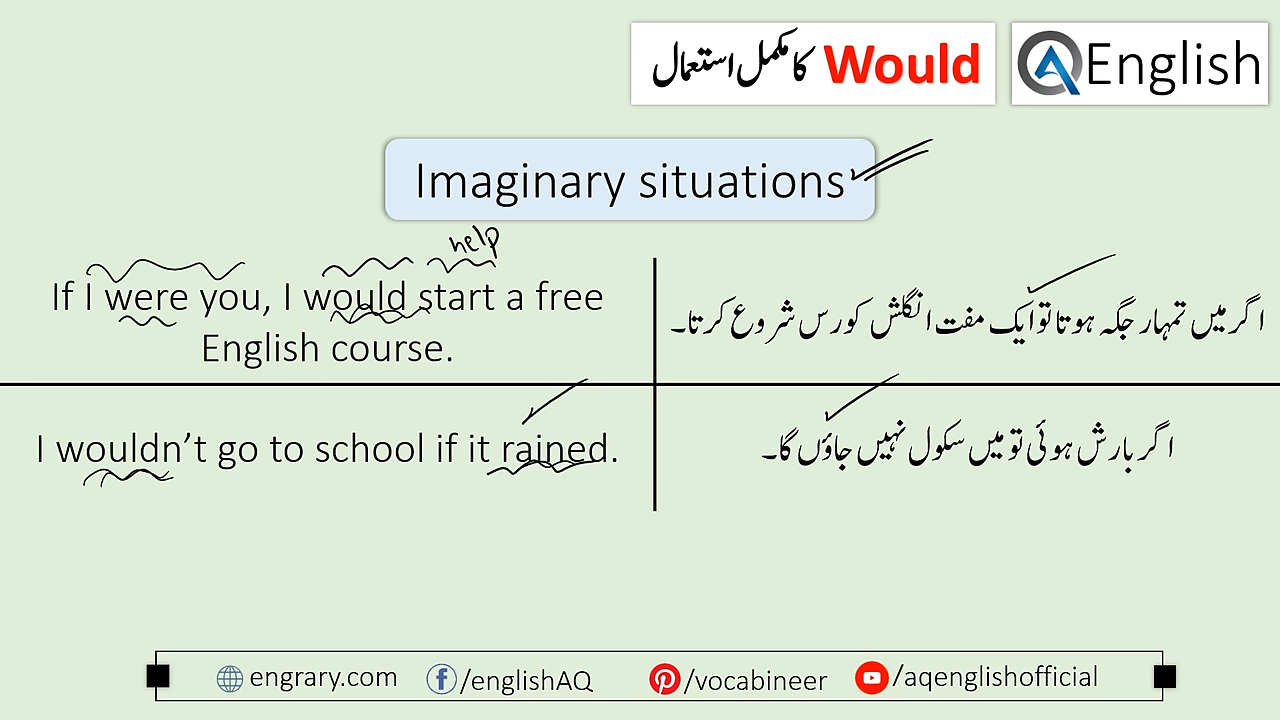 Would کا مکمل استعمال
AQ English
Imaginary situations
help
If I were you, I would start a free
English course.
اگر میں تمہار جگہ ہوتا تو ایک مفت انگلش کورس شروع کرتا۔
I wouldn’t go to school if it rained.
اگر بارش ہوئی تو میں سکول نہیں جاؤں گا۔
engrary.com
/englishAQ
/vocabineer
/aqenglishofficial